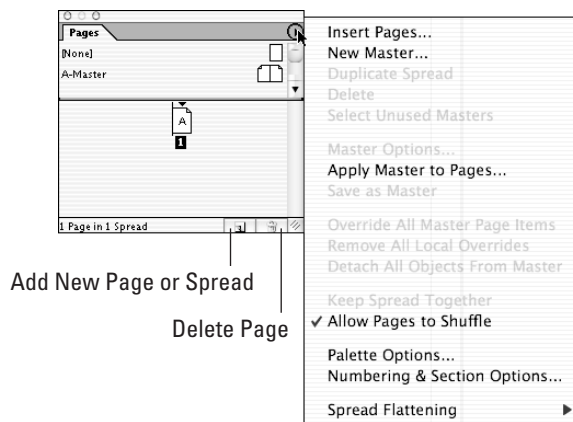 Pages
[None]
A-Master
A
1
1 Page in 1 Spread
Add New Page or Spread
Delete Page
Insert Pages...
New Master...
Duplicate Spread
Delete
Select Unused Masters
Master Options...
Apply Master to Pages...
Save as Master
Override All Master Page Items
Remove All Local Overrides
Detach All Objects From Master
Keep Spread Together
✓ Allow Pages to Shuffle
Palette Options...
Numbering & Section Options...
Spread Flattening